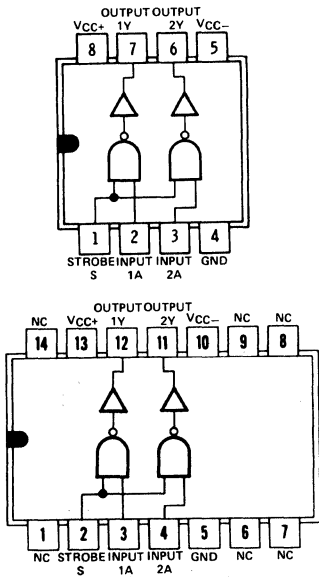 OUTPUT OUTPUT
VCC+ 1Y 2Y VCC-
8 7 6 5
1 2 3 4
STROBE INPUT INPUT GND
S 1A 2A
OUTPUT OUTPUT
NC VCC+ 1Y 2Y VCC- NC NC
14 13 12 11 10 9 8
1 2 3 4 5 6 7
NC STROBE INPUT INPUT GND NC NC
S 1A 2A